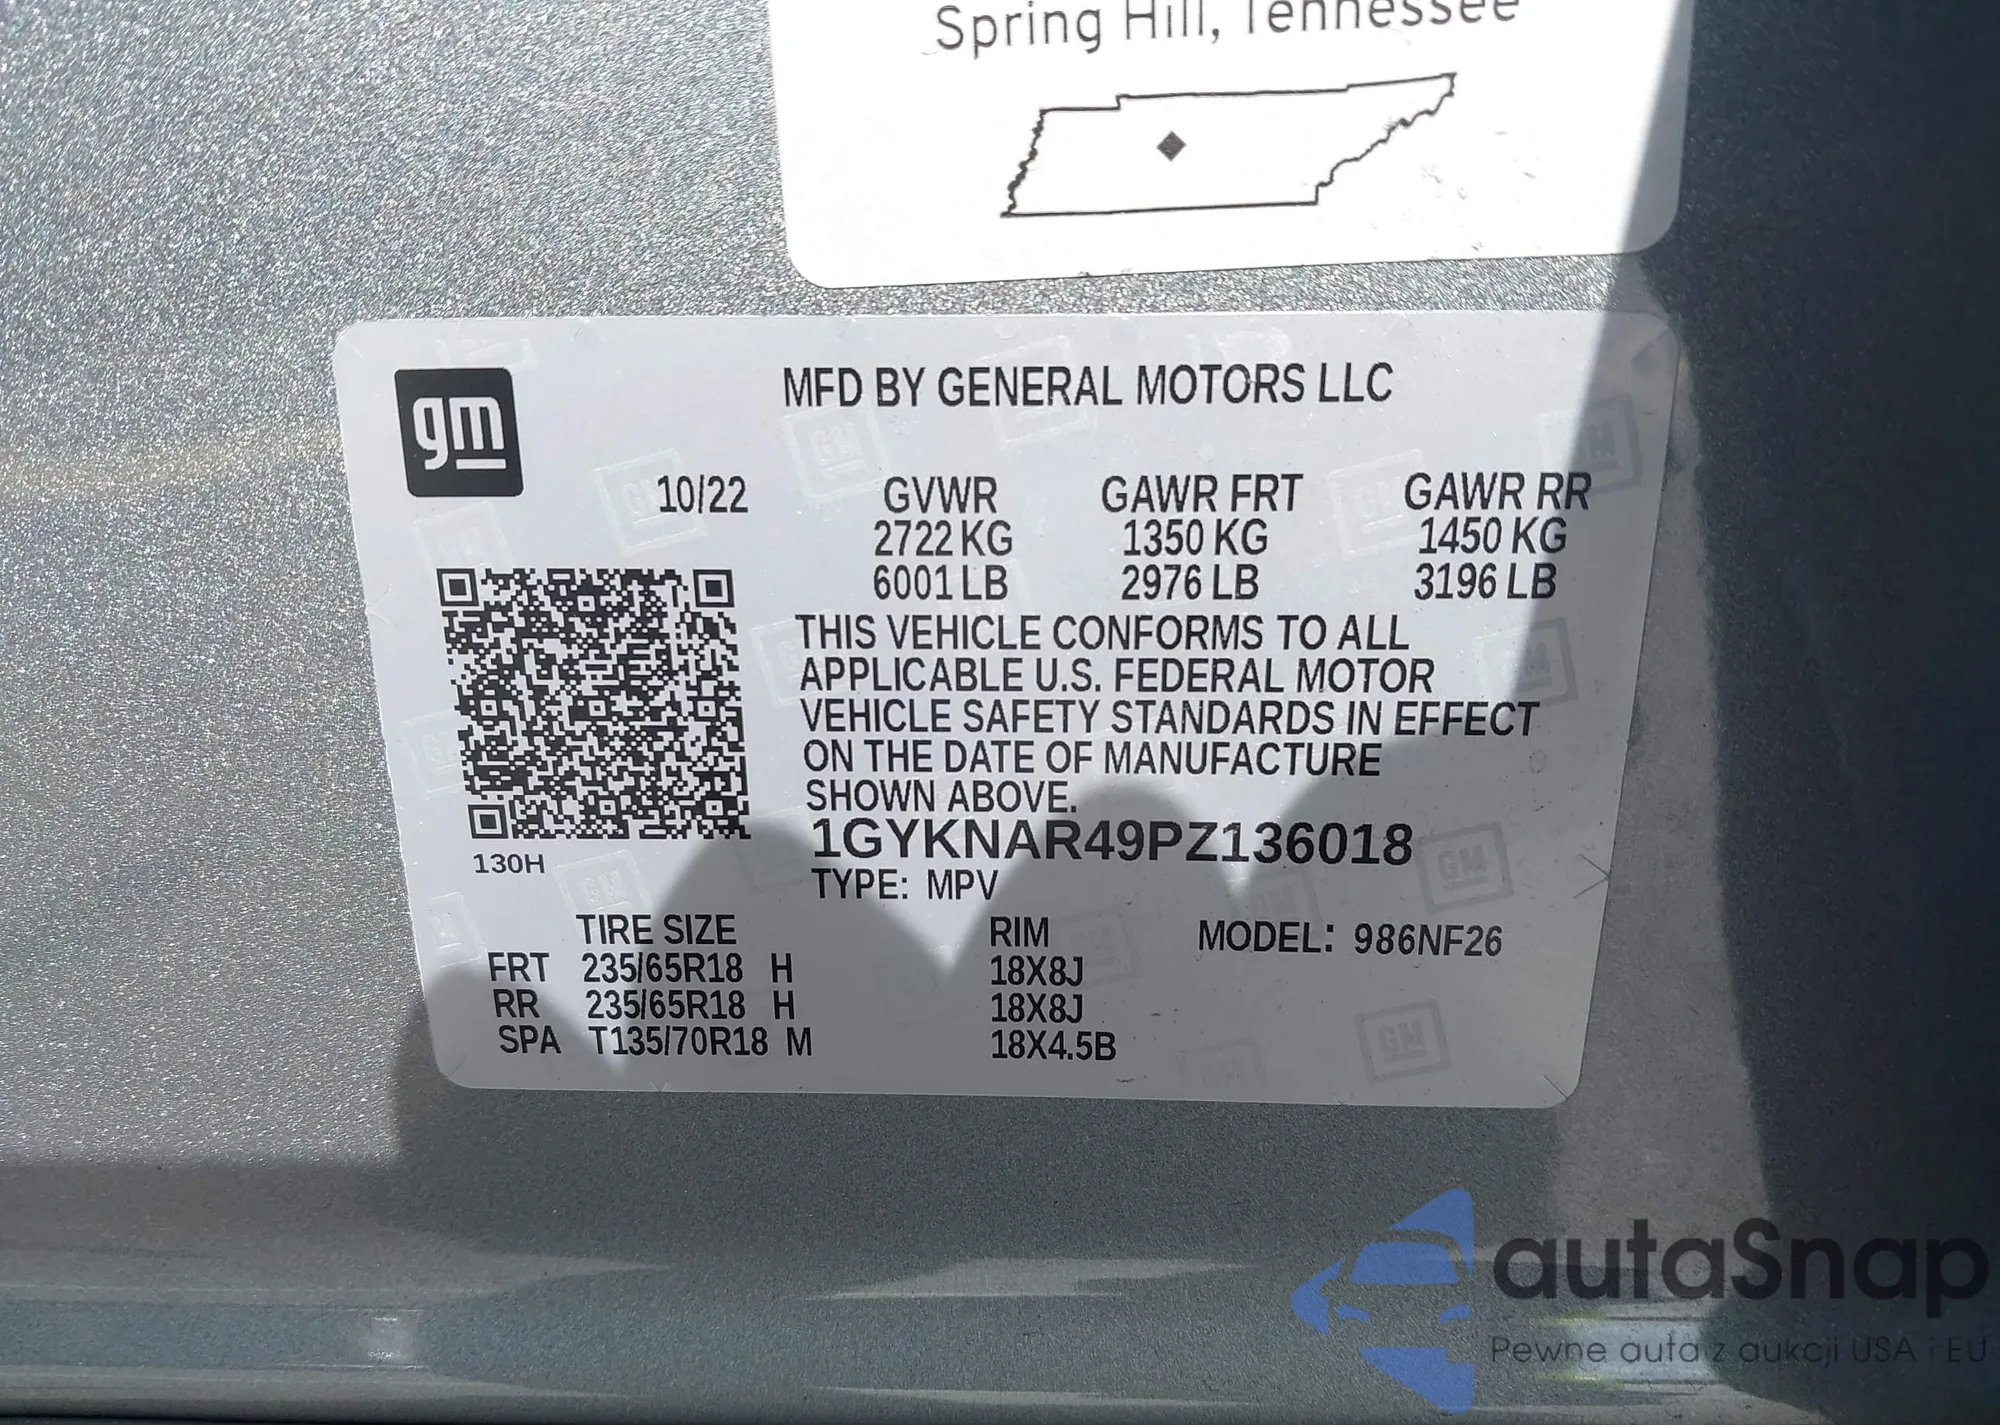 Spring Hill, Tennessee
gm
MFD BY GENERAL MOTORS LLC
10/22 GVWR GAWR FRT GAWR RR
2722 KG 1350 KG 1450 KG
6001 LB 2976 LB 3196 LB
THIS VEHICLE CONFORMS TO ALL
APPLICABLE U.S. FEDERAL MOTOR
VEHICLE SAFETY STANDARDS IN EFFECT
ON THE DATE OF MANUFACTURE
SHOWN ABOVE.
1GYKNAR49PZ136018
130H
TYPE: MPV
TIRE SIZE RIM MODEL: 986NF26
FRT 235/65R18 H 18X8J
RR 235/65R18 H 18X8J
SPA T135/70R18 M 18X4.5B
autaSnap
Pewne auta z aukcji USA i EU